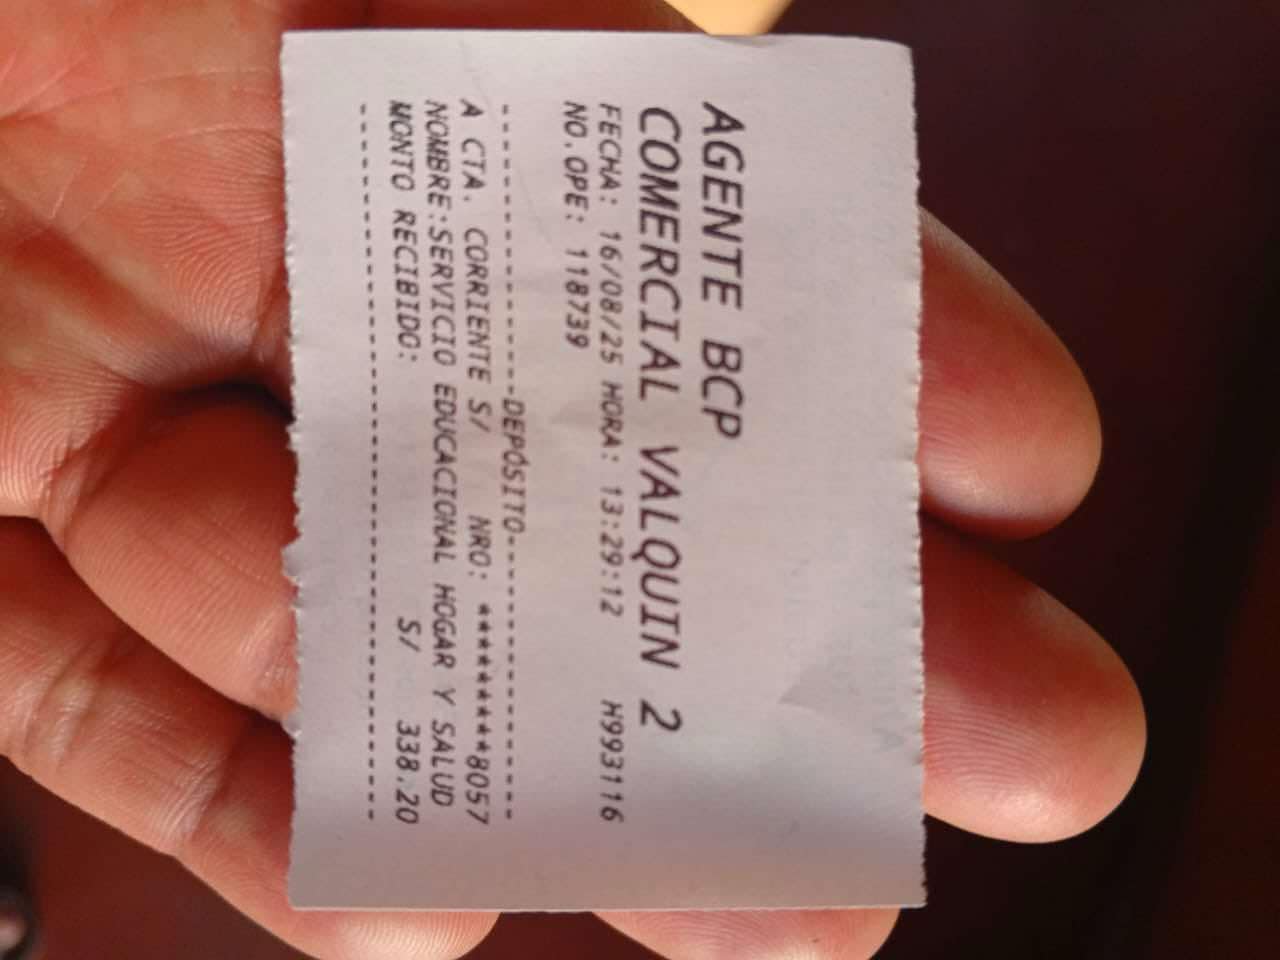 AGENTE BCP
COMERCIAL VALQUIN 2
FECHA: 16/08/25 HORA: 13:29:12 H993116
NO.OPE: 118739
---------------------DEPÓSITO---------------------
A CTA. CORRIENTE S/ NRO: *********8057
NOMBRE:SERVICIO EDUCACIONAL HOGAR Y SALUD
MONTO RECIBIDO: S/ 338.20
--------------------------------------------------